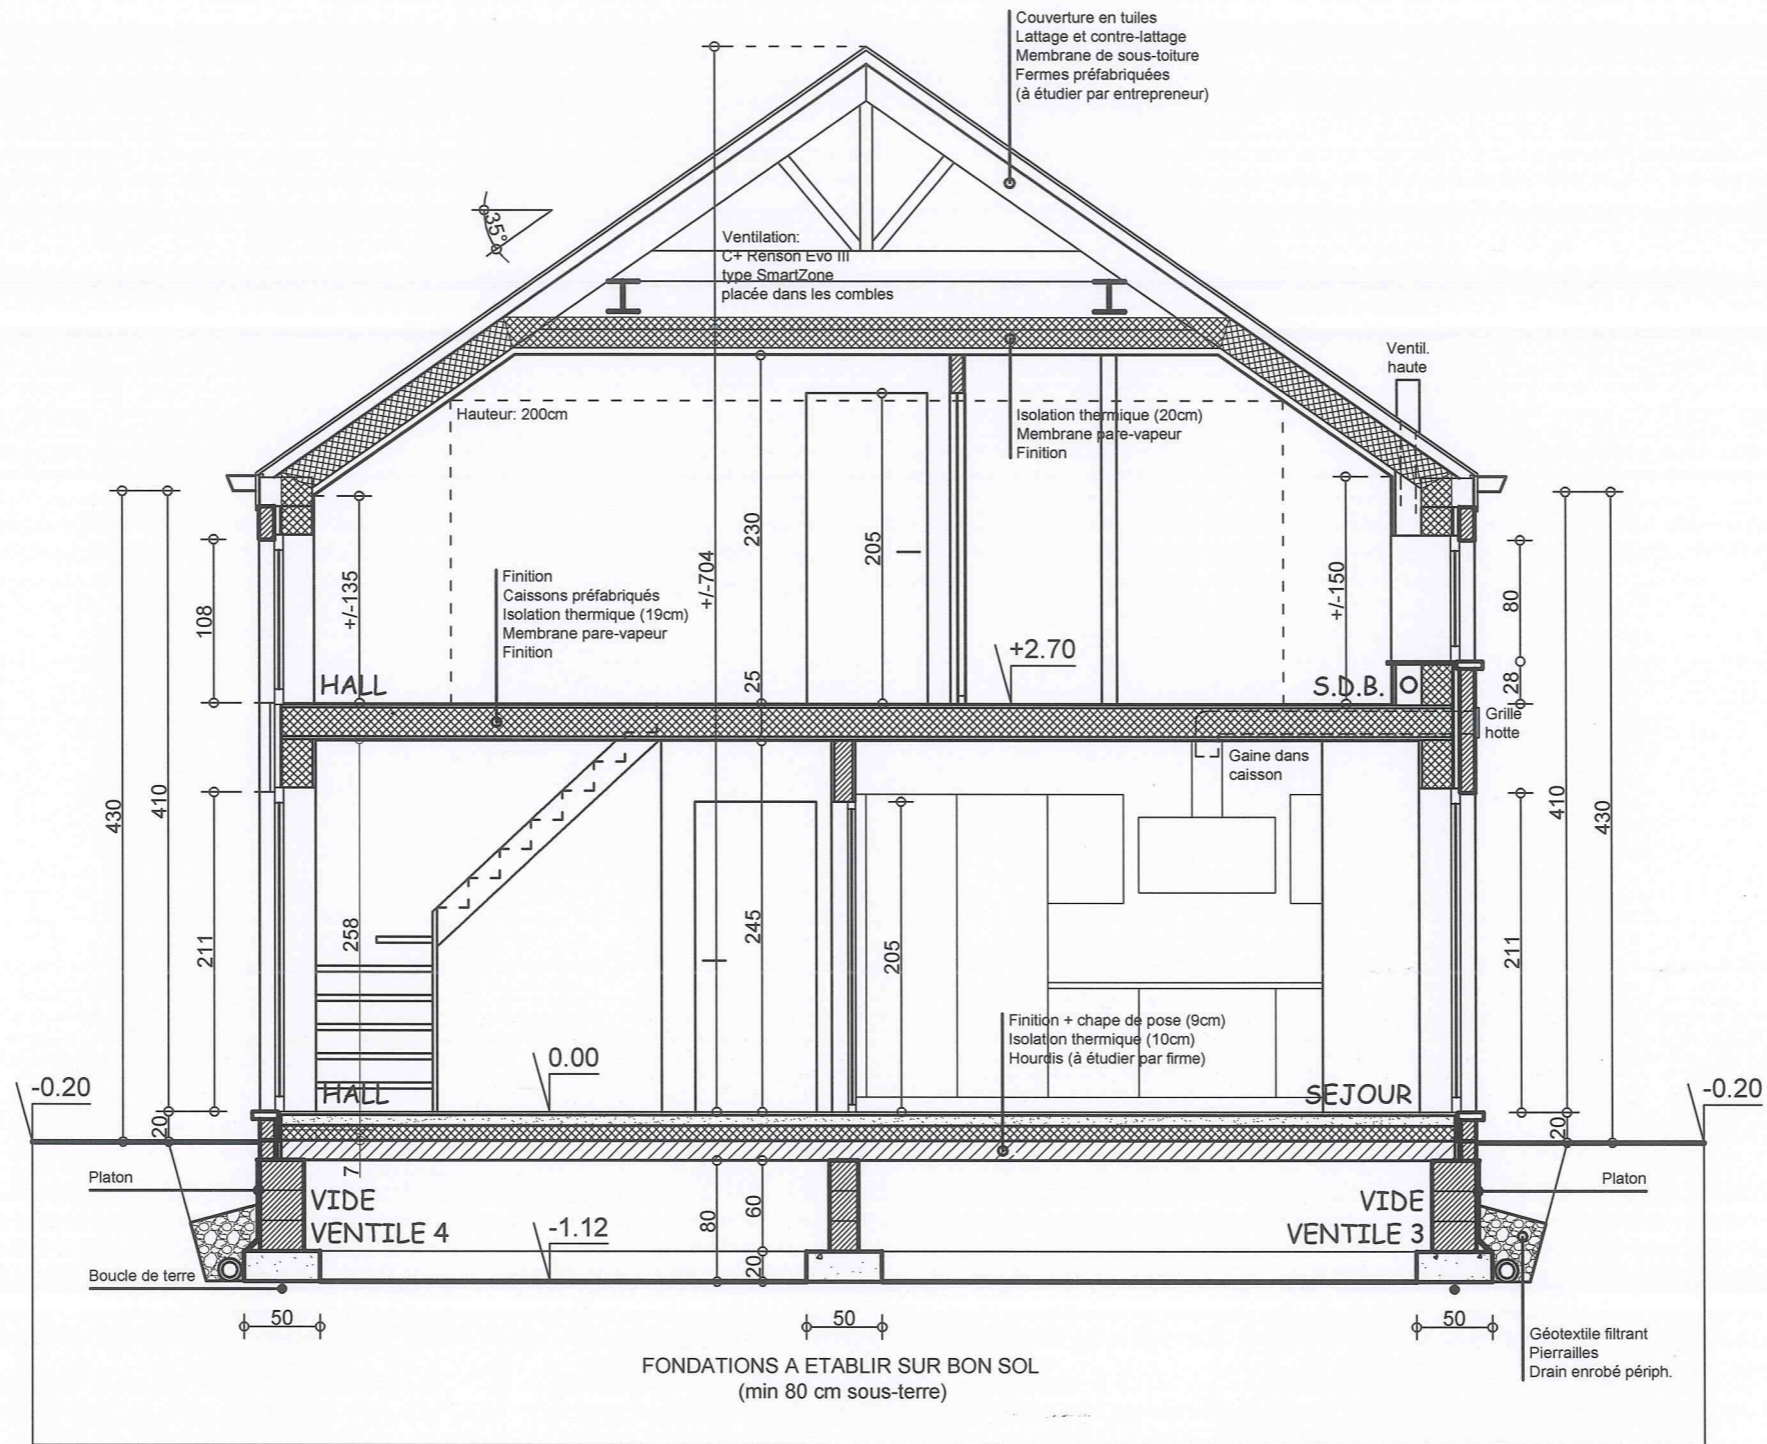 Couverture en tuiles
Lattage et contre-lattage
Membrane de sous-toiture
Fermes préfabriquées
(à étudier par entrepreneur)
35°
Ventilation:
C+ Renson Evo III
type SmartZone
placée dans les combles
Ventil.
haute
Hauteur: 200cm
Isolation thermique (20cm)
Membrane pare-vapeur
Finition
230
205
+/-704
+/-135
+/-150
108
80
Finition
Caissons préfabriqués
Isolation thermique (19cm)
Membrane pare-vapeur
Finition
+2.70
HALL
25
S.D.B.
28
Grille
hotte
Gaine dans
caisson
430
410
410
430
211
258
245
205
211
Finition + chape de pose (9cm)
Isolation thermique (10cm)
Hourdis (à étudier par firme)
0.00
-0.20
HALL
SEJOUR
-0.20
20
20
7
Platon
Platon
VIDE
VENTILE 4
-1.12
80
60
20
VIDE
VENTILE 3
Boucle de terre
50
50
50
Géotextile filtrant
Pierrailles
Drain enrobé périph.
FONDATIONS A ETABLIR SUR BON SOL
(min 80 cm sous-terre)